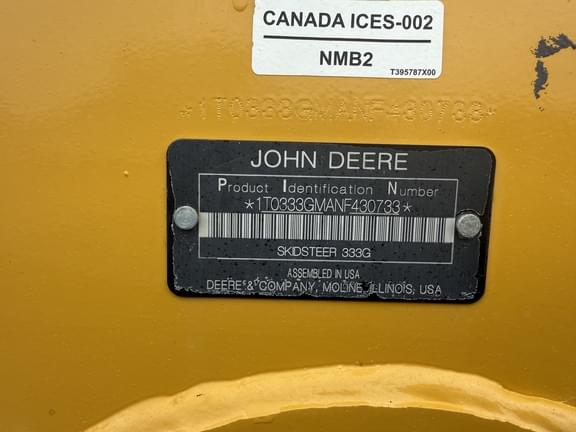 CANADA ICES-002
NMB2
T395787X00
*1T0333GMANF430733*
JOHN DEERE
Product Identification Number
*1T0333GMANF430733*
SKIDSTEER 333G
ASSEMBLED IN USA
DEERE & COMPANY, MOLINE, ILLINOIS, USA